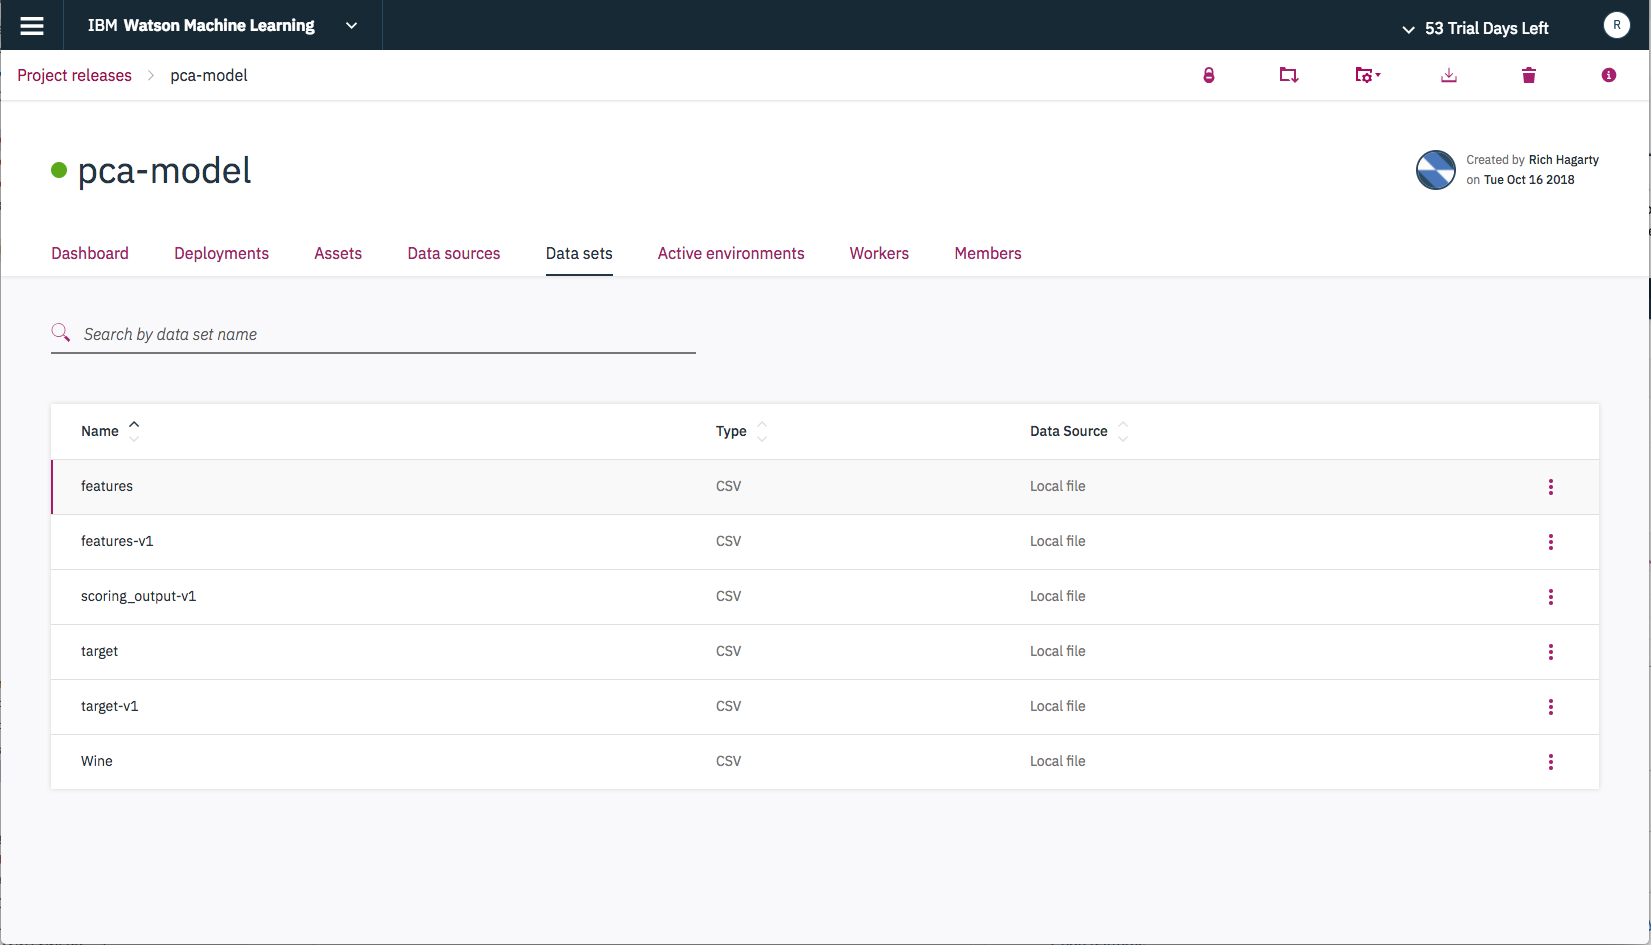 IBM Watson Machine Learning
53 Trial Days Left
R
Project releases > pca-model
pca-model
Created by Rich Hagarty
on Tue Oct 16 2018
Dashboard Deployments Assets Data sources Data sets Active environments Workers Members
Search by data set name
Name Type Data Source
features CSV Local file
features-v1 CSV Local file
scoring_output-v1 CSV Local file
target CSV Local file
target-v1 CSV Local file
Wine CSV Local file